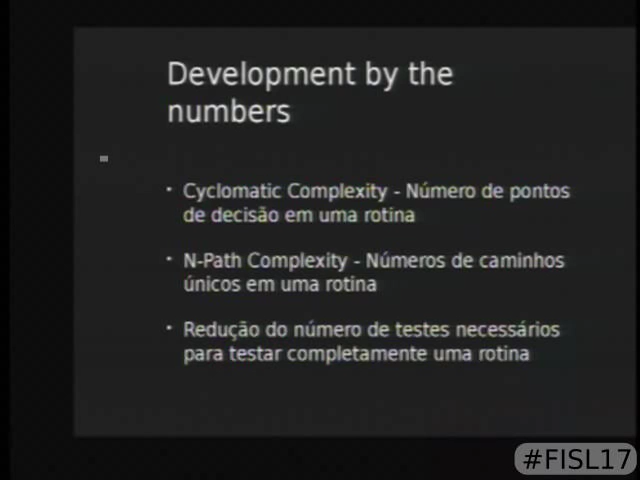 Development by the
numbers
• Cyclomatic Complexity - Número de pontos
de decisão em uma rotina
• N-Path Complexity - Números de caminhos
únicos em uma rotina
• Redução do número de testes necessários
para testar completamente uma rotina
#FISL17